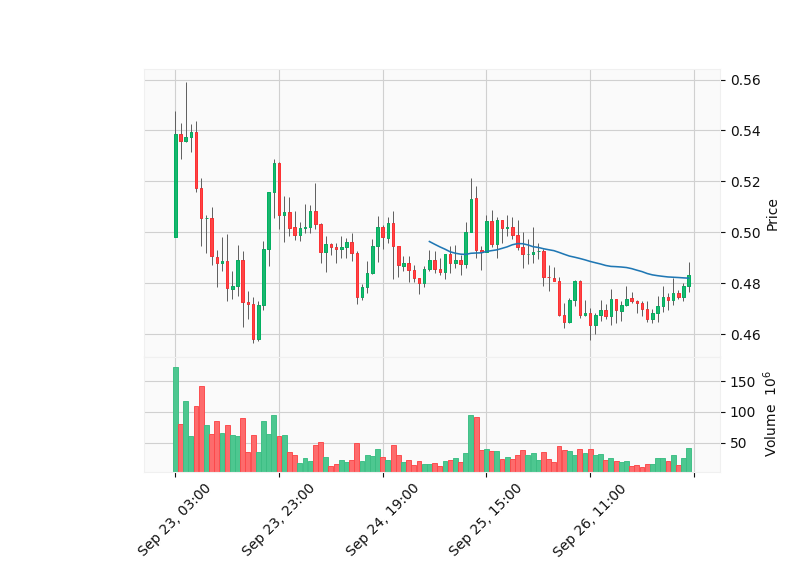 0.56
0.54
0.52
0.50
0.48
0.46
Price
150
100
50
Volume 10^6
Sep 23, 03:00
Sep 23, 23:00
Sep 24, 19:00
Sep 25, 15:00
Sep 26, 11:00